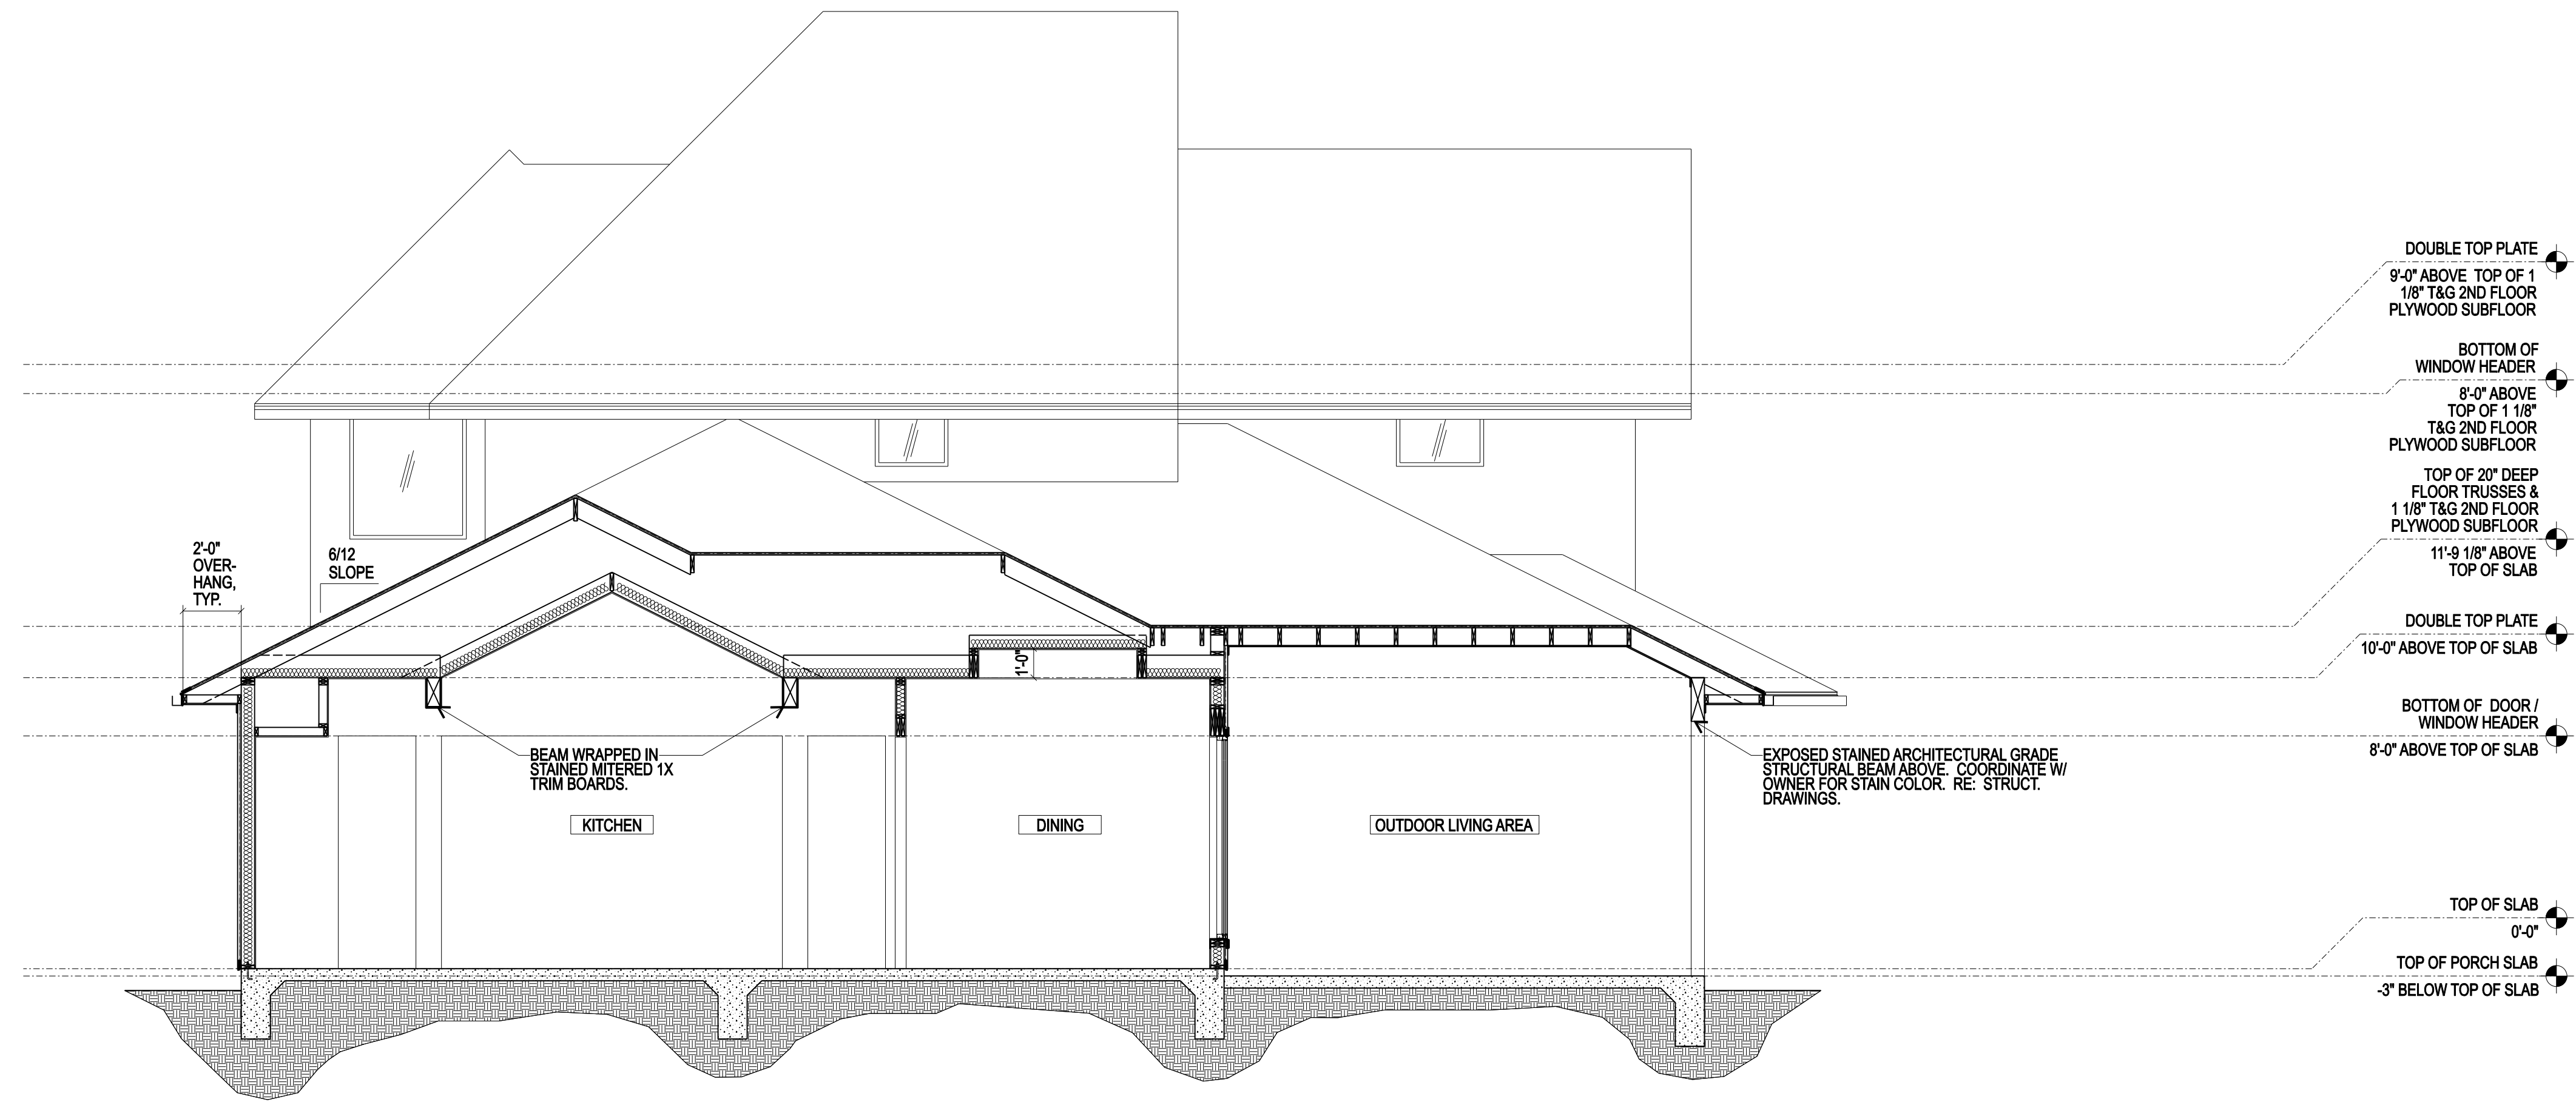 DOUBLE TOP PLATE
9'-0" ABOVE TOP OF 1
1/8" T&G 2ND FLOOR
PLYWOOD SUBFLOOR
BOTTOM OF
WINDOW HEADER
8'-0" ABOVE
TOP OF 1 1/8"
T&G 2ND FLOOR
PLYWOOD SUBFLOOR
TOP OF 20" DEEP
FLOOR TRUSSES &
1 1/8" T&G 2ND FLOOR
PLYWOOD SUBFLOOR
11'-9 1/8" ABOVE
TOP OF SLAB
2'-0"
OVER-
HANG,
TYP.
6/12
SLOPE
1'-0"
DOUBLE TOP PLATE
10'-0" ABOVE TOP OF SLAB
BOTTOM OF DOOR /
WINDOW HEADER
8'-0" ABOVE TOP OF SLAB
BEAM WRAPPED IN
STAINED MITERED 1X
TRIM BOARDS.
EXPOSED STAINED ARCHITECTURAL GRADE
STRUCTURAL BEAM ABOVE. COORDINATE W/
OWNER FOR STAIN COLOR. RE: STRUCT.
DRAWINGS.
KITCHEN
DINING
OUTDOOR LIVING AREA
TOP OF SLAB
0'-0"
TOP OF PORCH SLAB
-3" BELOW TOP OF SLAB